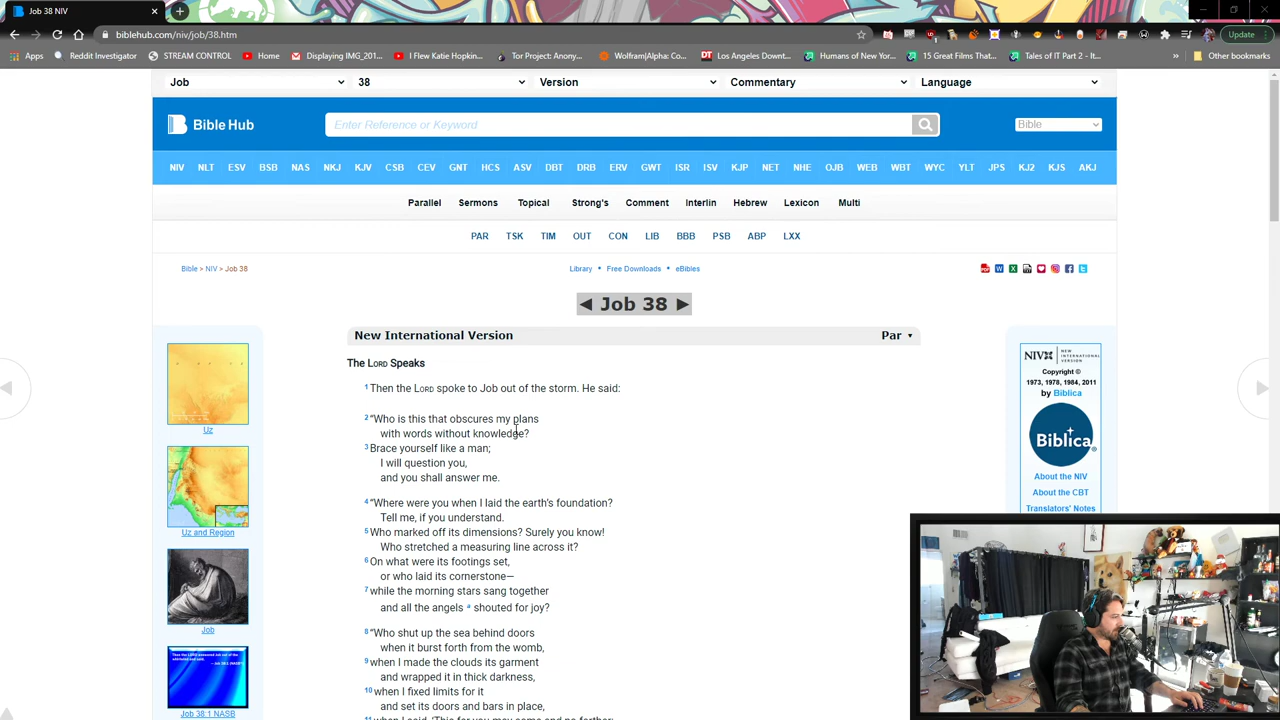 Job 38 NIV
biblehub.com/niv/job/38.htm
Update
Apps Reddit Investigator STREAM CONTROL Home Displaying IMG_201... I Flew Katie Hopkin... Tor Project: Anony... Wolfram|Alpha: Co... Los Angeles Downt... Humans of New Yor... 15 Great Films That... Tales of IT Part 2 - It... » Other bookmarks
Job 38 Version Commentary Language
Bible Hub Enter Reference or Keyword Bible
NIV NLT ESV BSB NAS NKJ KJV CSB CEV GNT HCS ASV DBT DRB ERV GWT ISR ISV KJP NET NHE OJB WEB WBT WYC YLT JPS KJ2 KJS AKJ
Parallel Sermons Topical Strong's Comment Interlin Hebrew Lexicon Multi
PAR TSK TIM OUT CON LIB BBB PSB ABP LXX
Bible > NIV > Job 38
Library • Free Downloads • eBibles
◄ Job 38 ►
New International Version Par ▾
The LORD Speaks
1Then the LORD spoke to Job out of the storm. He said:
2“Who is this that obscures my plans
with words without knowledge?
3Brace yourself like a man;
I will question you,
and you shall answer me.
4“Where were you when I laid the earth’s foundation?
Tell me, if you understand.
5Who marked off its dimensions? Surely you know!
Who stretched a measuring line across it?
6On what were its footings set,
or who laid its cornerstone—
7while the morning stars sang together
and all the angels a shouted for joy?
8“Who shut up the sea behind doors
when it burst forth from the womb,
9when I made the clouds its garment
and wrapped it in thick darkness,
10when I fixed limits for it
and set its doors and bars in place,
Uz
Uz and Region
Job
Job 38:1 NASB
NIV NEW INTERNATIONAL VERSION
Copyright ©
1973, 1978, 1984, 2011
by Biblica
Biblica
About the NIV
About the CBT
Translators' Notes